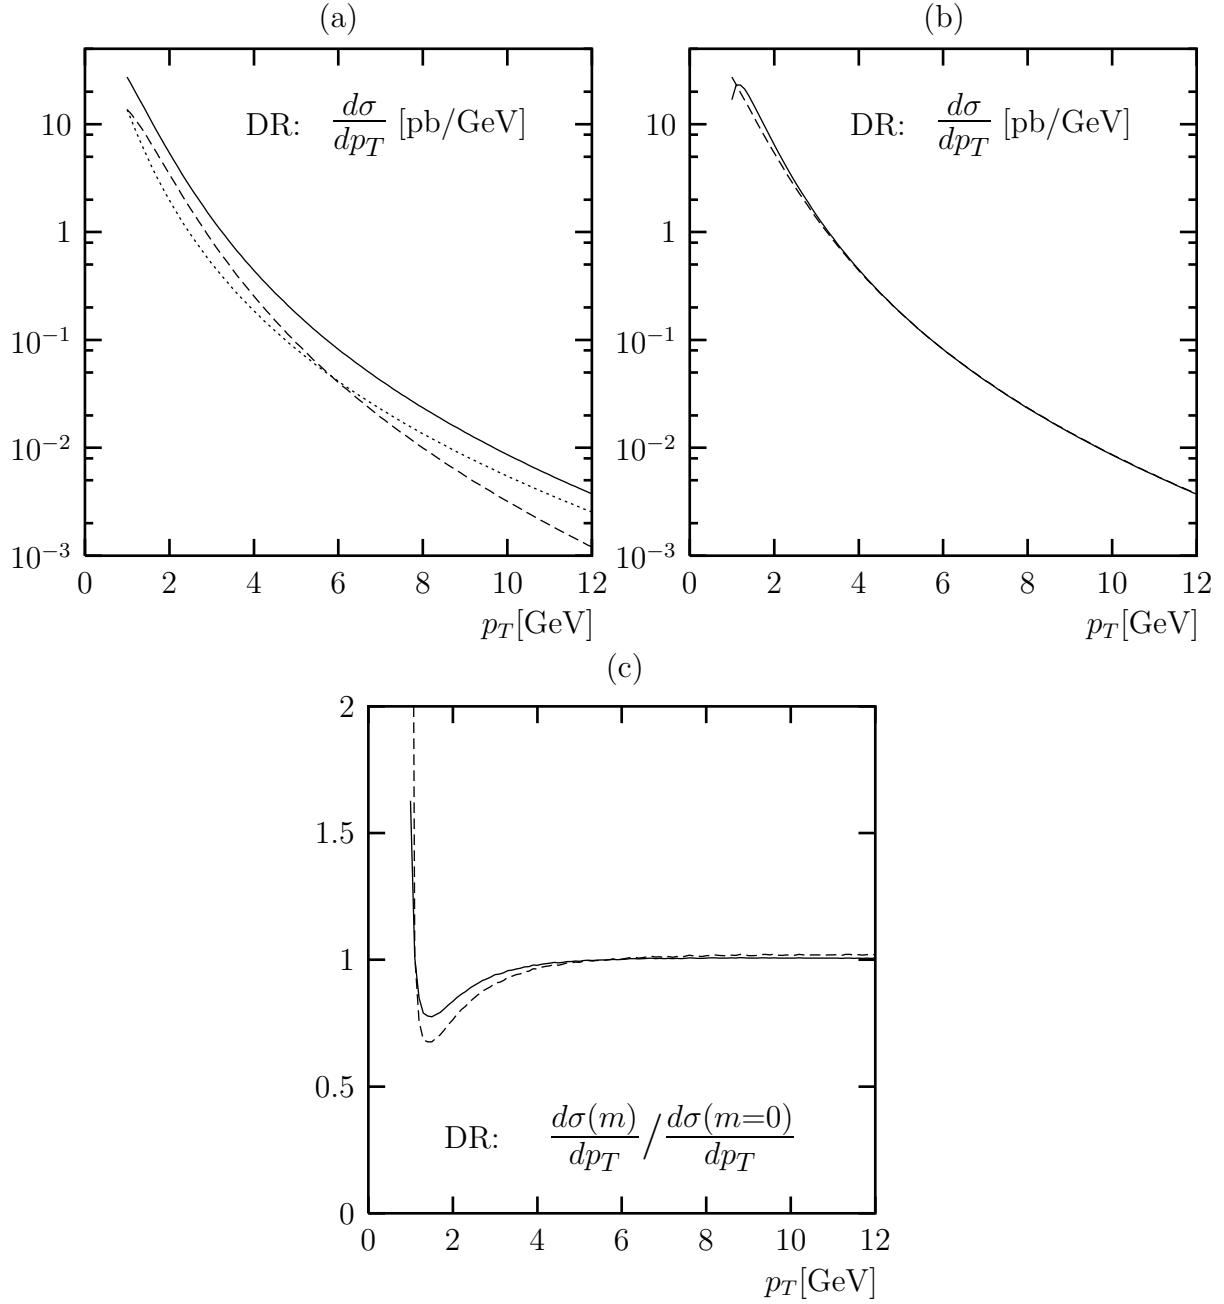 (a)
DR: dσ/dp_T [pb/GeV]
10
1
10^−1
10^−2
10^−3
0 2 4 6 8 10 12
p_T[GeV]
(b)
DR: dσ/dp_T [pb/GeV]
10
1
10^−1
10^−2
10^−3
0 2 4 6 8 10 12
p_T[GeV]
(c)
2
1.5
1
0.5
0
DR: dσ(m)/dp_T / dσ(m=0)/dp_T
0 2 4 6 8 10 12
p_T[GeV]